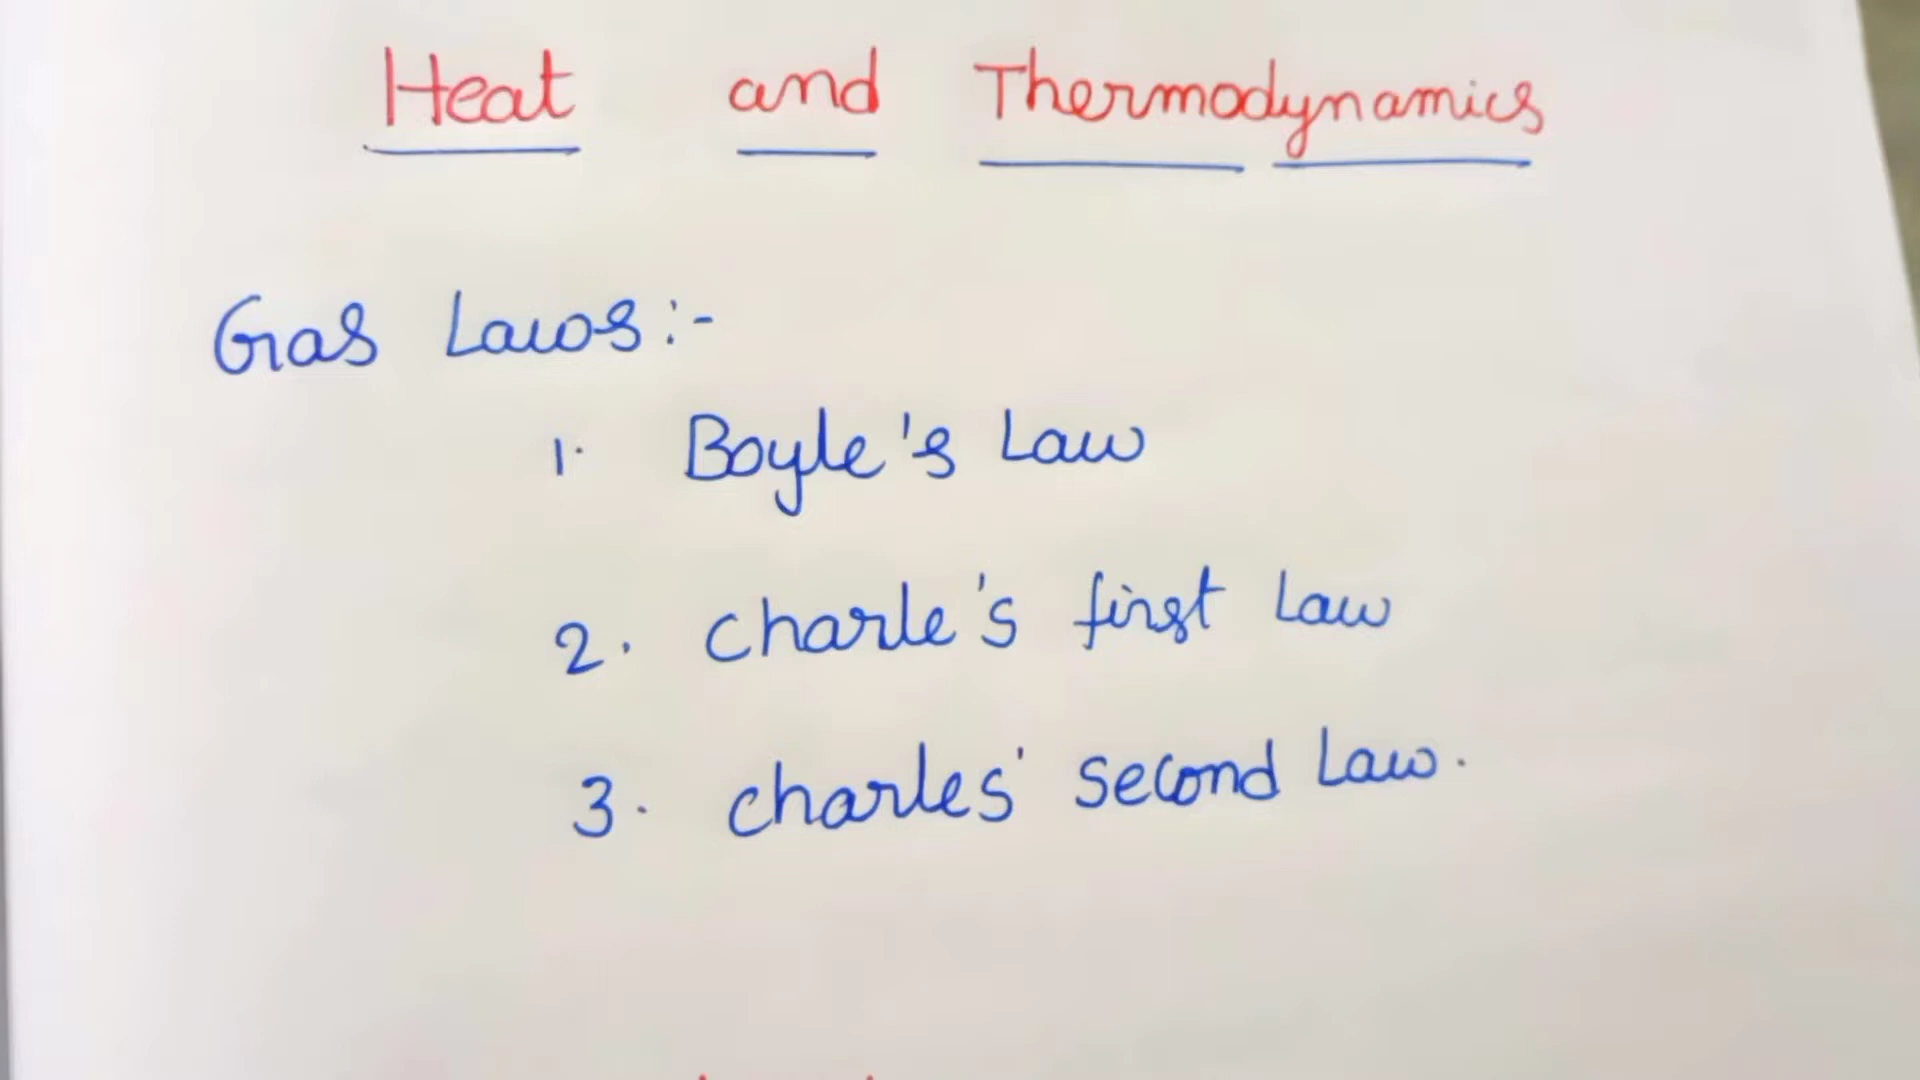 Heat and Thermodynamics
Gas Laws:-
1. Boyle's Law
2. Charle's first Law
3. Charles' second Law.